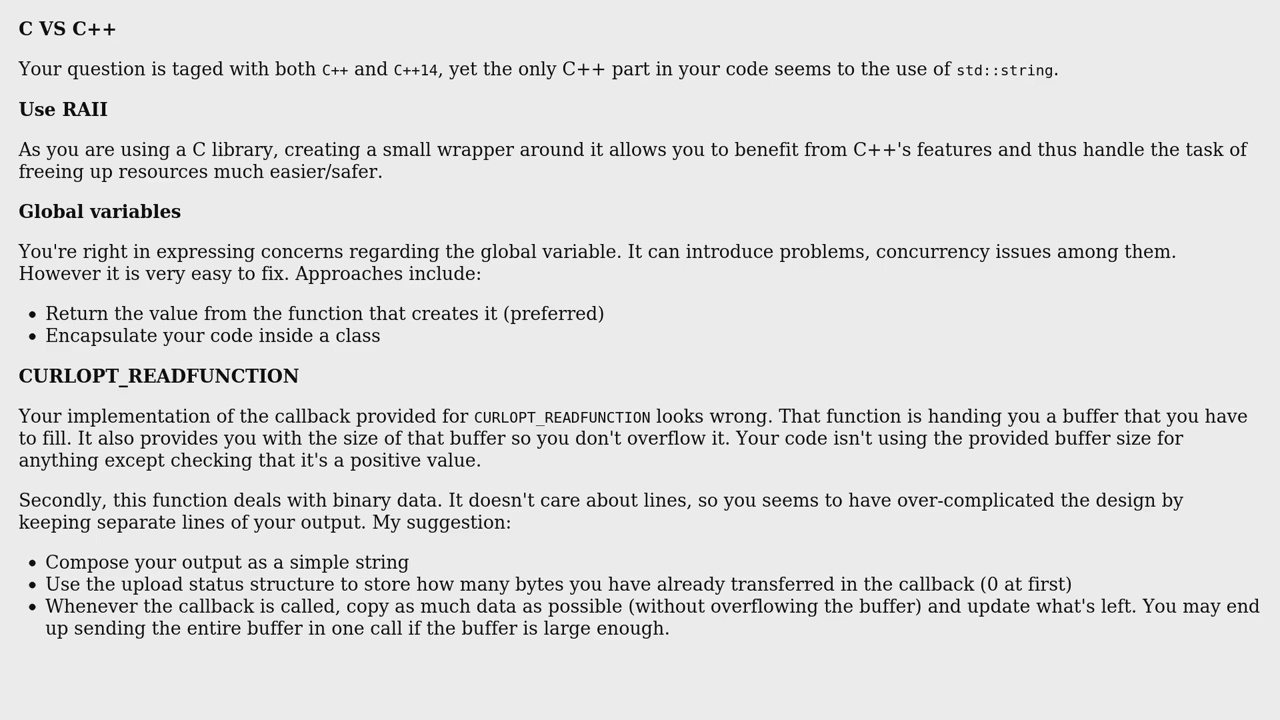 C VS C++
Your question is taged with both C++ and C++14, yet the only C++ part in your code seems to the use of std::string.
Use RAII
As you are using a C library, creating a small wrapper around it allows you to benefit from C++'s features and thus handle the task of
freeing up resources much easier/safer.
Global variables
You're right in expressing concerns regarding the global variable. It can introduce problems, concurrency issues among them.
However it is very easy to fix. Approaches include:
• Return the value from the function that creates it (preferred)
• Encapsulate your code inside a class
CURLOPT_READFUNCTION
Your implementation of the callback provided for CURLOPT_READFUNCTION looks wrong. That function is handing you a buffer that you have
to fill. It also provides you with the size of that buffer so you don't overflow it. Your code isn't using the provided buffer size for
anything except checking that it's a positive value.
Secondly, this function deals with binary data. It doesn't care about lines, so you seems to have over-complicated the design by
keeping separate lines of your output. My suggestion:
• Compose your output as a simple string
• Use the upload status structure to store how many bytes you have already transferred in the callback (0 at first)
• Whenever the callback is called, copy as much data as possible (without overflowing the buffer) and update what's left. You may end
up sending the entire buffer in one call if the buffer is large enough.